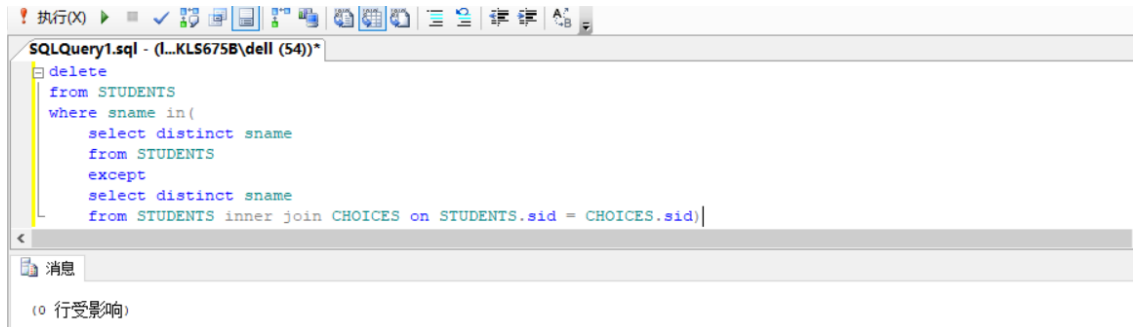 执行(X)
SQLQuery1.sql - (l...KLS675B\dell (54))*
delete
from STUDENTS
where sname in(
select distinct sname
from STUDENTS
except
select distinct sname
from STUDENTS inner join CHOICES on STUDENTS.sid = CHOICES.sid)
消息
(0 行受影响)